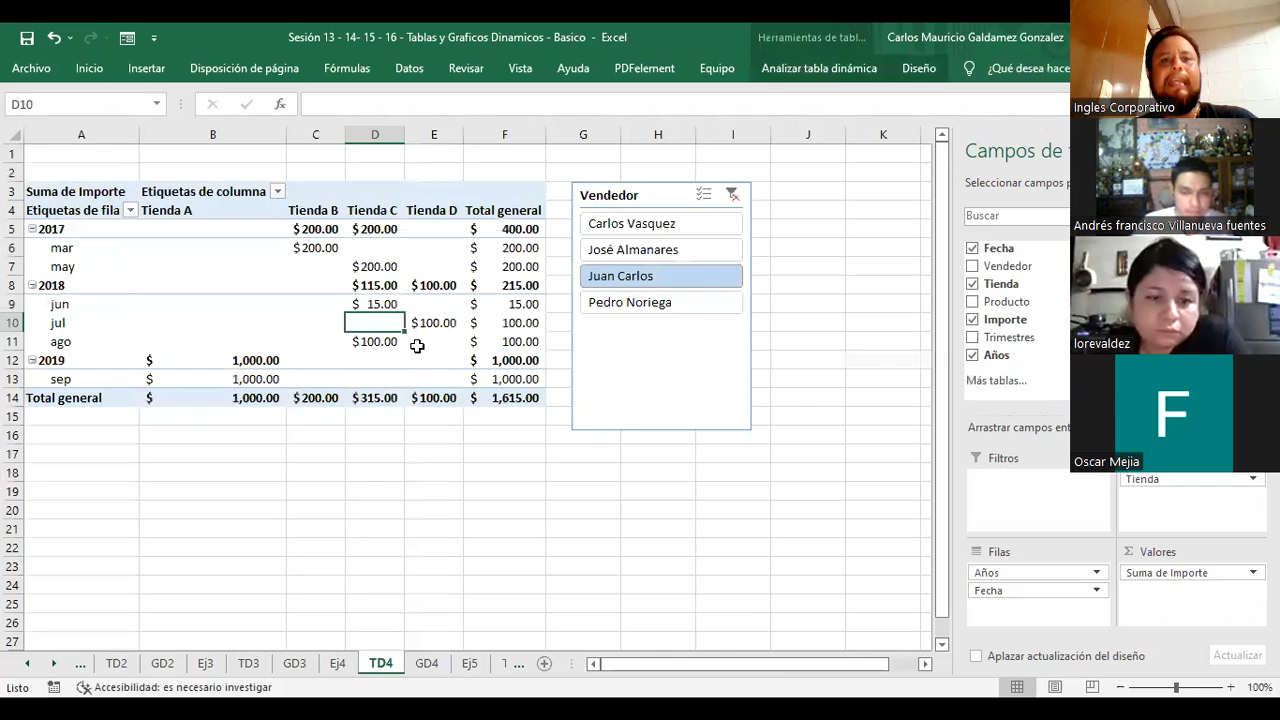 Sesión 13 - 14- 15 - 16 - Tablas y Graficos Dinamicos - Basico - Excel
Herramientas de tabl...
Carlos Mauricio Galdamez Gonzalez
Archivo Inicio Insertar Disposición de página Fórmulas Datos Revisar Vista Ayuda PDFelement Equipo Analizar tabla dinámica Diseño ¿Qué desea hace
Ingles Corporativo
D10
A B C D E F G H I J K
1
2
3 Suma de Importe Etiquetas de columna
4 Etiquetas de fila Tienda A Tienda B Tienda C Tienda D Total general
5 2017 $200.00 $200.00 $ 400.00
6 mar $200.00 $ 200.00
7 may $200.00 $ 200.00
8 2018 $115.00 $100.00 $ 215.00
9 jun $ 15.00 $ 15.00
10 jul $100.00 $ 100.00
11 ago $100.00 $ 100.00
12 2019 $ 1,000.00 $ 1,000.00
13 sep $ 1,000.00 $ 1,000.00
14 Total general $ 1,000.00 $200.00 $315.00 $100.00 $ 1,615.00
15
16
17
18
19
20
21
22
23
24
25
26
27
Vendedor
Carlos Vasquez
José Almanares
Juan Carlos
Pedro Noriega
Campos de
Seleccionar campos
Buscar
Fecha
Vendedor
Tienda
Producto
Importe
Trimestres
Años
Más tablas...
Arrastrar campos ent
Filtros
Tienda
Filas
Años
Fecha
Σ Valores
Suma de Importe
Aplazar actualización del diseño
Actualizar
Andrés francisco Villanueva fuentes
lorevaldez
F
Oscar Mejia
... TD2 GD2 Ej3 TD3 GD3 Ej4 TD4 GD4 Ej5 ...
Listo
Accesibilidad: es necesario investigar
100%